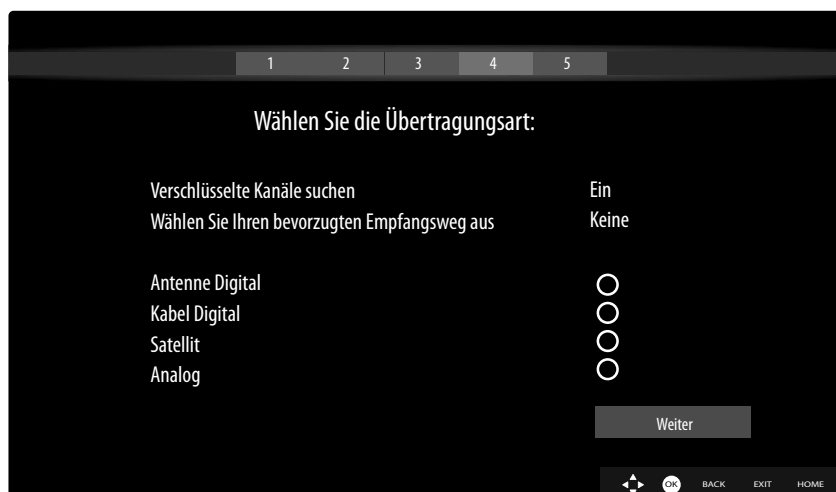 1 2 3 4 5
Wählen Sie die Übertragungsart:
Verschlüsselte Kanäle suchen Ein
Wählen Sie Ihren bevorzugten Empfangsweg aus Keine
Antenne Digital
Kabel Digital
Satellit
Analog
Weiter
OK BACK EXIT HOME